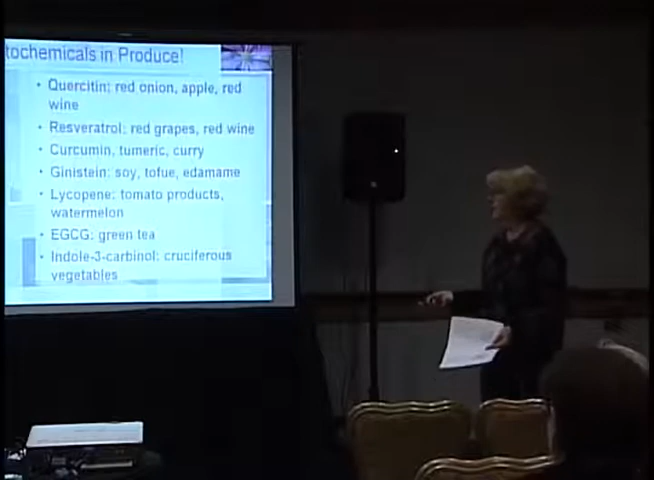 tochemicals in Produce!
• Quercitin: red onion, apple, red
wine
• Resveratrol: red grapes, red wine
• Curcumin, tumeric, curry
• Ginistein: soy, tofue, edamame
• Lycopene: tomato products,
watermelon
• EGCG: green tea
• Indole-3-carbinol: cruciferous
vegetables